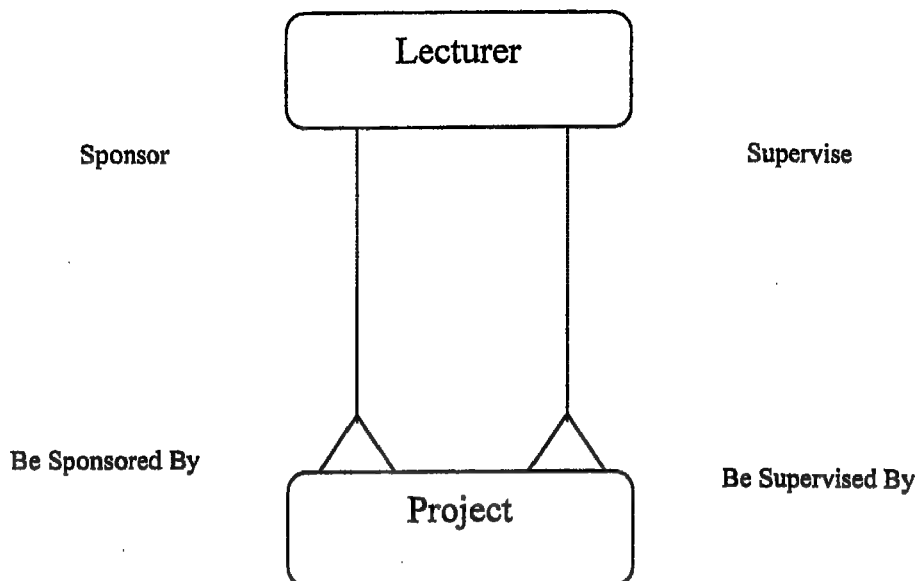 Lecturer
Sponsor
Supervise
Be Sponsored By
Be Supervised By
Project